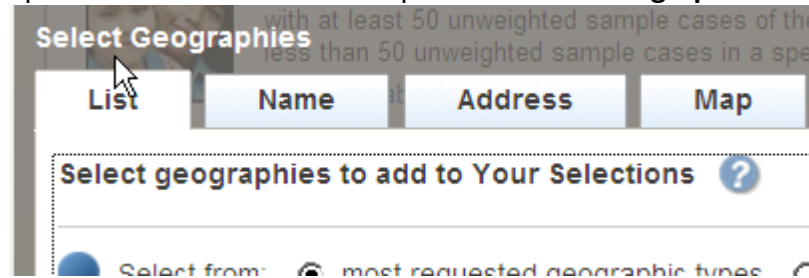 with at least 50 unweighted sample cases of th
Select Geographies
less than 50 unweighted sample cases in a spe
List Name Address Map
Select geographies to add to Your Selections ?
Select from: most requested geographic types